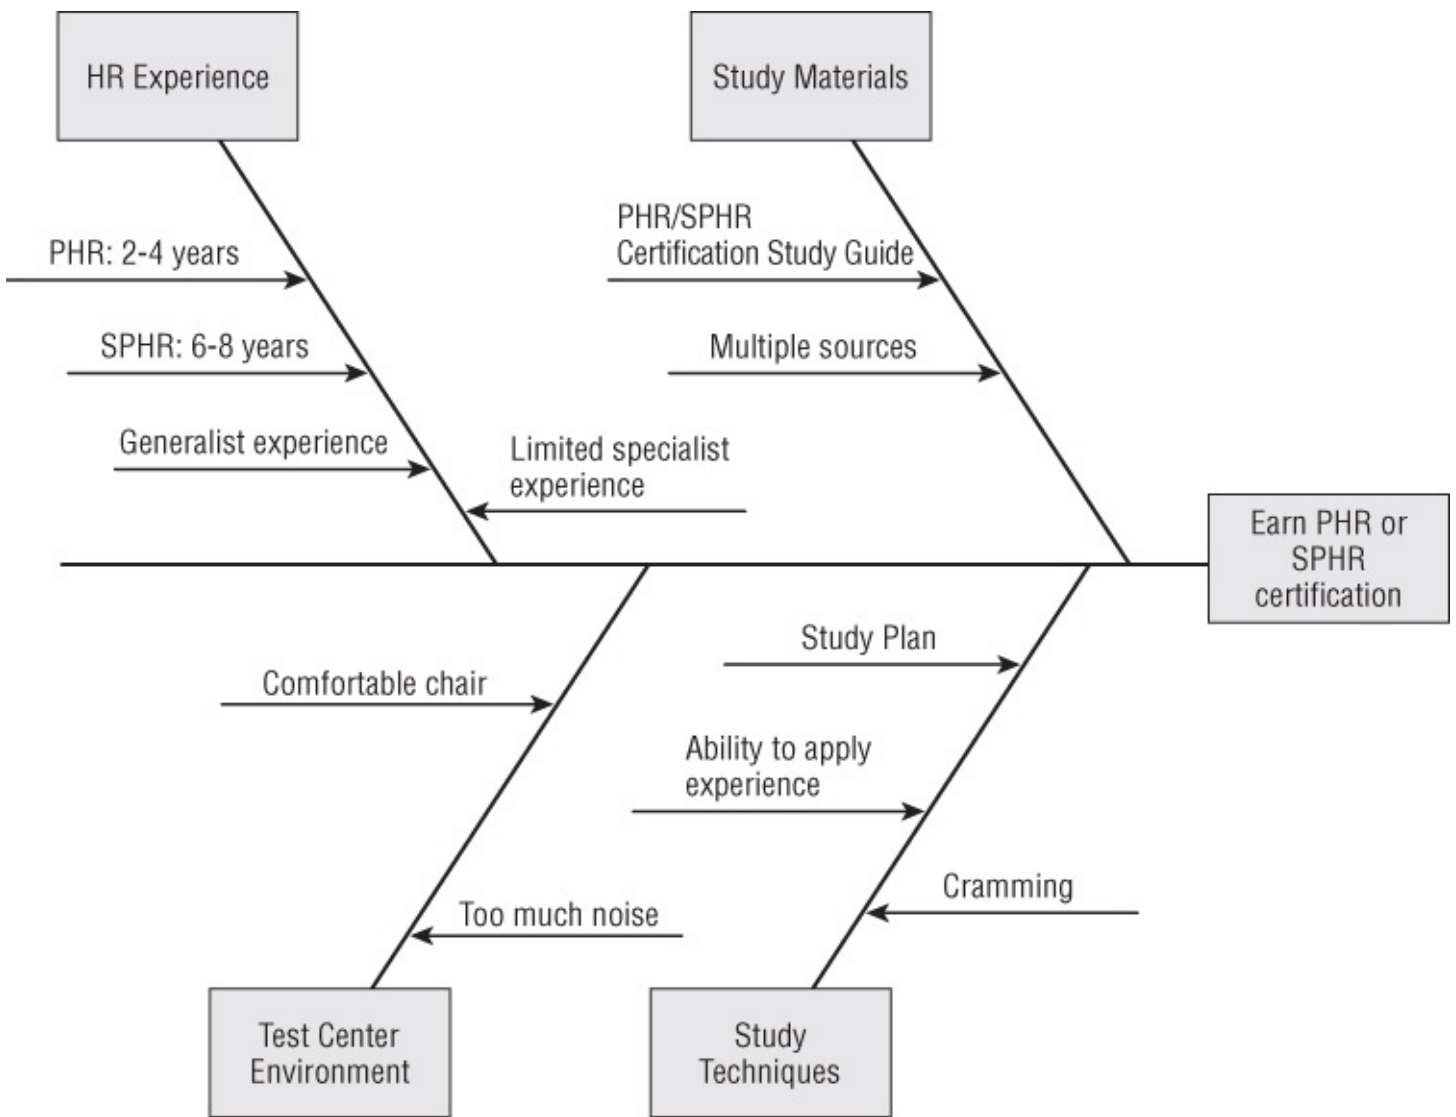 HR Experience
Study Materials
PHR: 2-4 years
SPHR: 6-8 years
Generalist experience
Limited specialist
experience
PHR/SPHR
Certification Study Guide
Multiple sources
Earn PHR or
SPHR
certification
Comfortable chair
Too much noise
Study Plan
Ability to apply
experience
Cramming
Test Center
Environment
Study
Techniques